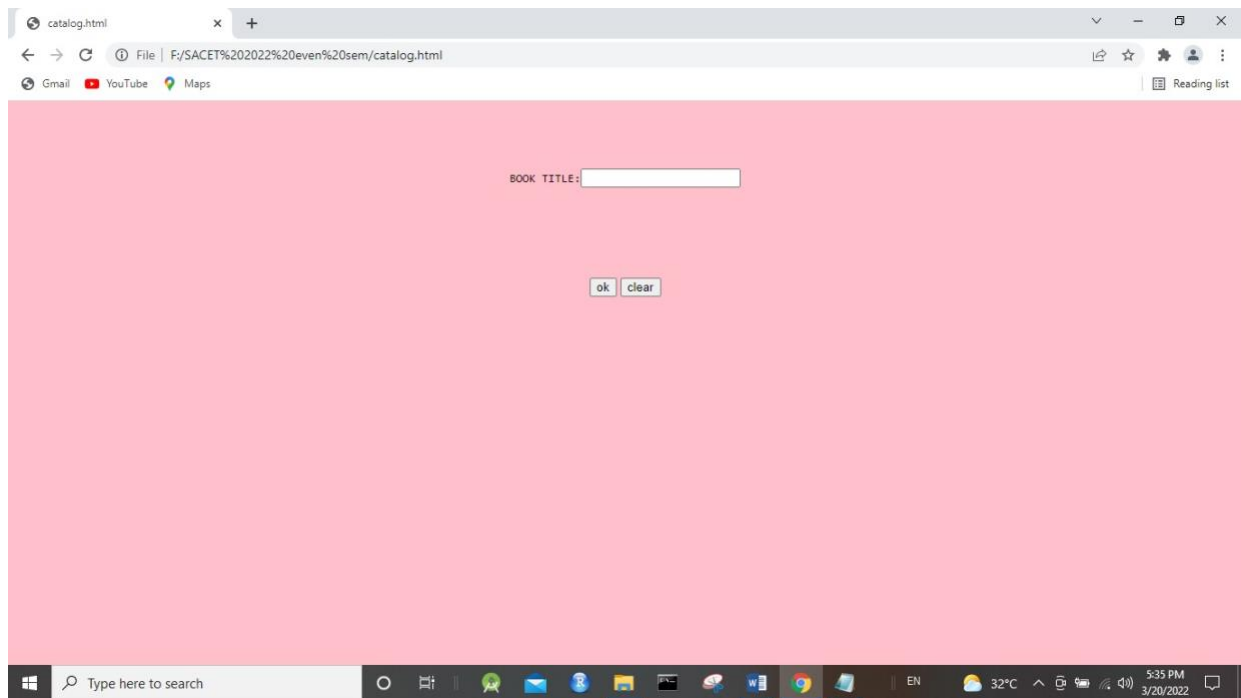 catalog.html
File | F:/SACET%202022%20even%20sem/catalog.html
Gmail YouTube Maps Reading list
BOOK TITLE:
ok clear
Type here to search EN 32°C 5:35 PM
3/20/2022